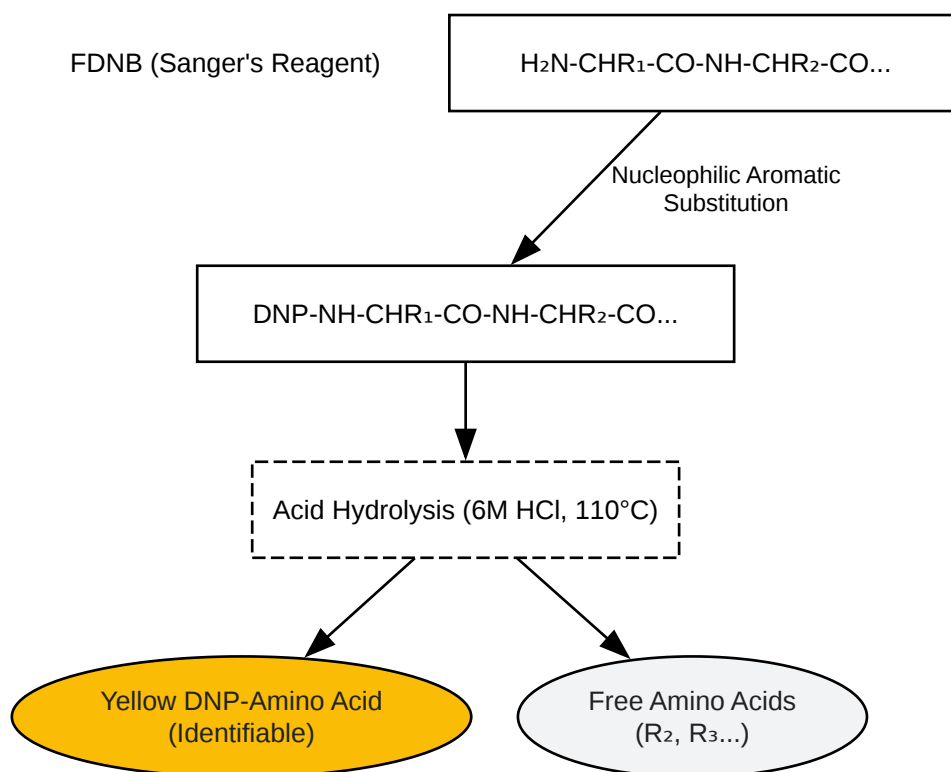 FDNB (Sanger's Reagent)
H₂N-CHR₁-CO-NH-CHR₂-CO...
Nucleophilic Aromatic
Substitution
DNP-NH-CHR₁-CO-NH-CHR₂-CO...
Acid Hydrolysis (6M HCl, 110°C)
Yellow DNP-Amino Acid
(Identifiable)
Free Amino Acids
(R₂, R₃...)